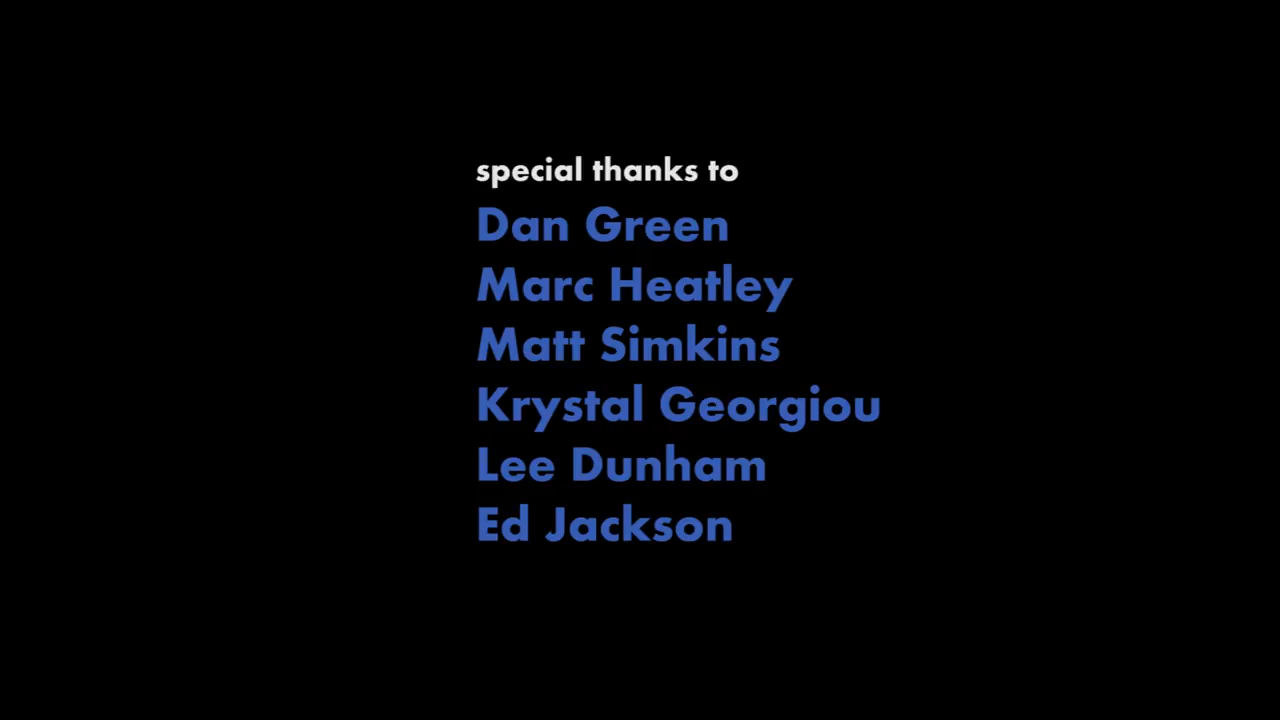 special thanks to
Dan Green
Marc Heatley
Matt Simkins
Krystal Georgiou
Lee Dunham
Ed Jackson